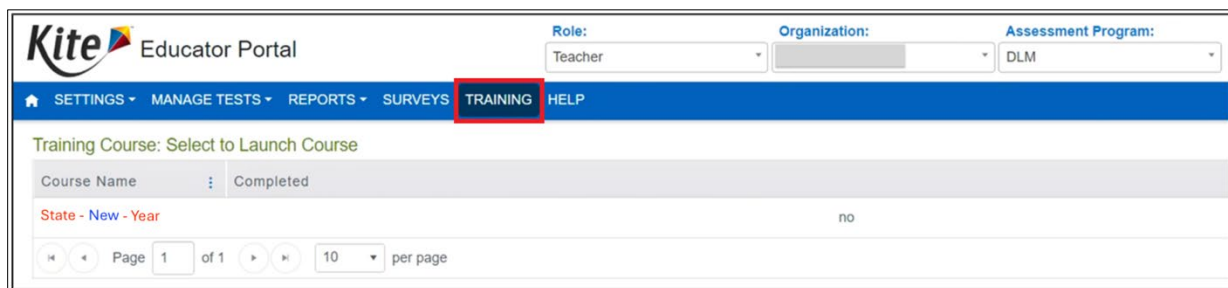 Kite Educator Portal
Role:
Teacher
Organization:
Assessment Program:
DLM
SETTINGS MANAGE TESTS REPORTS SURVEYS TRAINING HELP
Training Course: Select to Launch Course
Course Name Completed
State - New - Year no
Page 1 of 1 10 per page